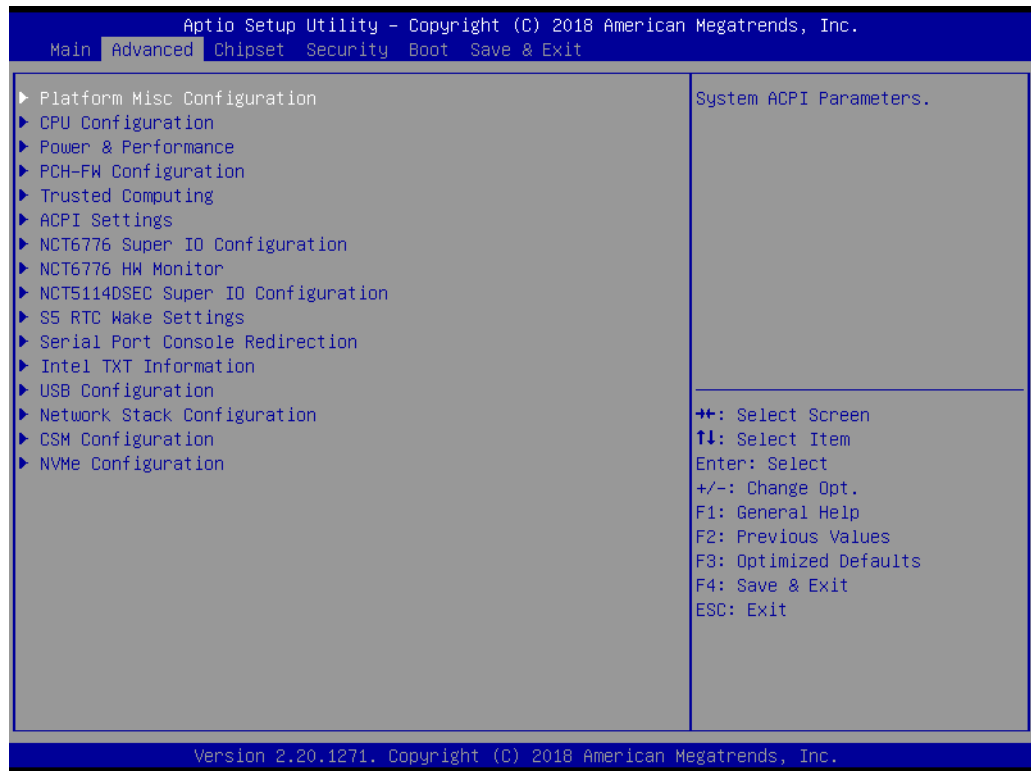 Aptio Setup Utility – Copyright (C) 2018 American Megatrends, Inc.
Main Advanced Chipset Security Boot Save & Exit
▶ Platform Misc Configuration
▶ CPU Configuration
▶ Power & Performance
▶ PCH-FW Configuration
▶ Trusted Computing
▶ ACPI Settings
▶ NCT6776 Super IO Configuration
▶ NCT6776 HW Monitor
▶ NCT5114DSEC Super IO Configuration
▶ S5 RTC Wake Settings
▶ Serial Port Console Redirection
▶ Intel TXT Information
▶ USB Configuration
▶ Network Stack Configuration
▶ CSM Configuration
▶ NVMe Configuration
System ACPI Parameters.
→←: Select Screen
↑↓: Select Item
Enter: Select
+/-: Change Opt.
F1: General Help
F2: Previous Values
F3: Optimized Defaults
F4: Save & Exit
ESC: Exit
Version 2.20.1271. Copyright (C) 2018 American Megatrends, Inc.